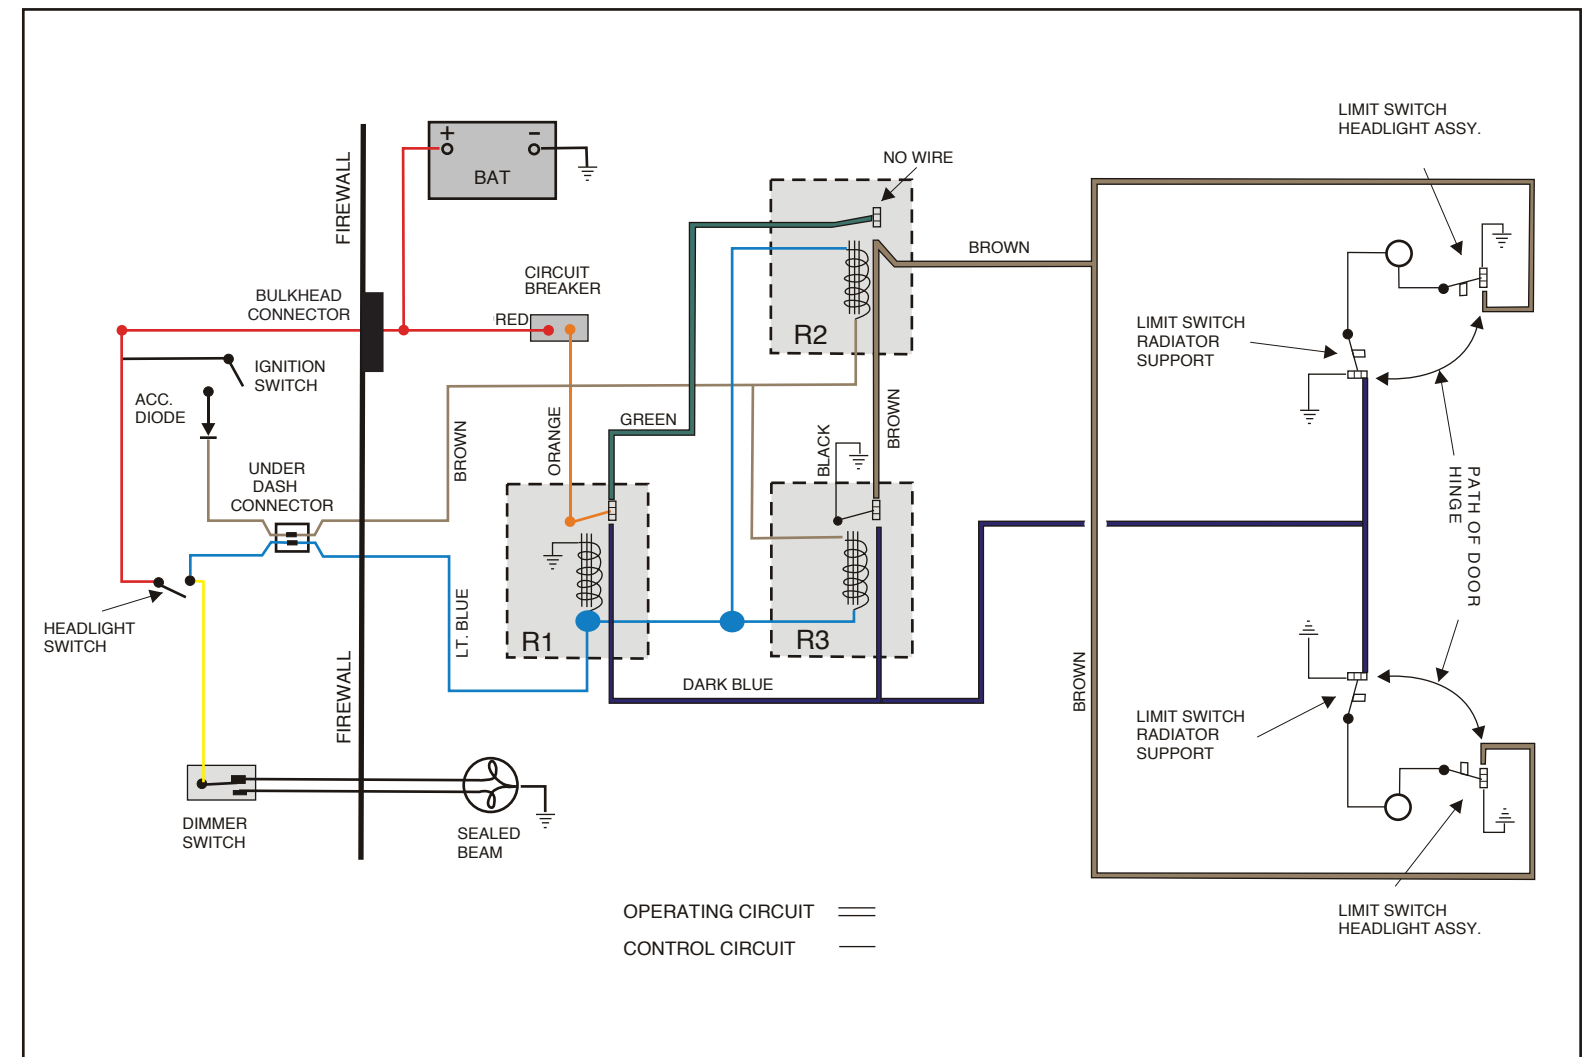 LIMIT SWITCH
HEADLIGHT ASSY.
FIREWALL
+
-
BAT
NO WIRE
BROWN
CIRCUIT
BREAKER
BULKHEAD
CONNECTOR
RED
R2
LIMIT SWITCH
RADIATOR
SUPPORT
IGNITION
SWITCH
ACC.
DIODE
GREEN
ORANGE
BROWN
BLACK
BROWN
UNDER
DASH
CONNECTOR
PATH OF DOOR
HINGE
LT. BLUE
HEADLIGHT
SWITCH
R1
R3
FIREWALL
DARK BLUE
BROWN
LIMIT SWITCH
RADIATOR
SUPPORT
DIMMER
SWITCH
SEALED
BEAM
OPERATING CIRCUIT
CONTROL CIRCUIT
LIMIT SWITCH
HEADLIGHT ASSY.